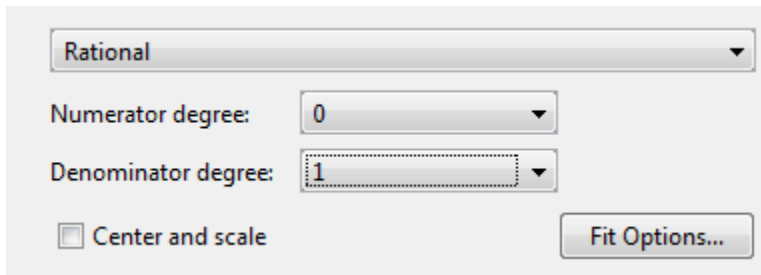 Rational
Numerator degree: 0
Denominator degree: 1
Center and scale Fit Options...